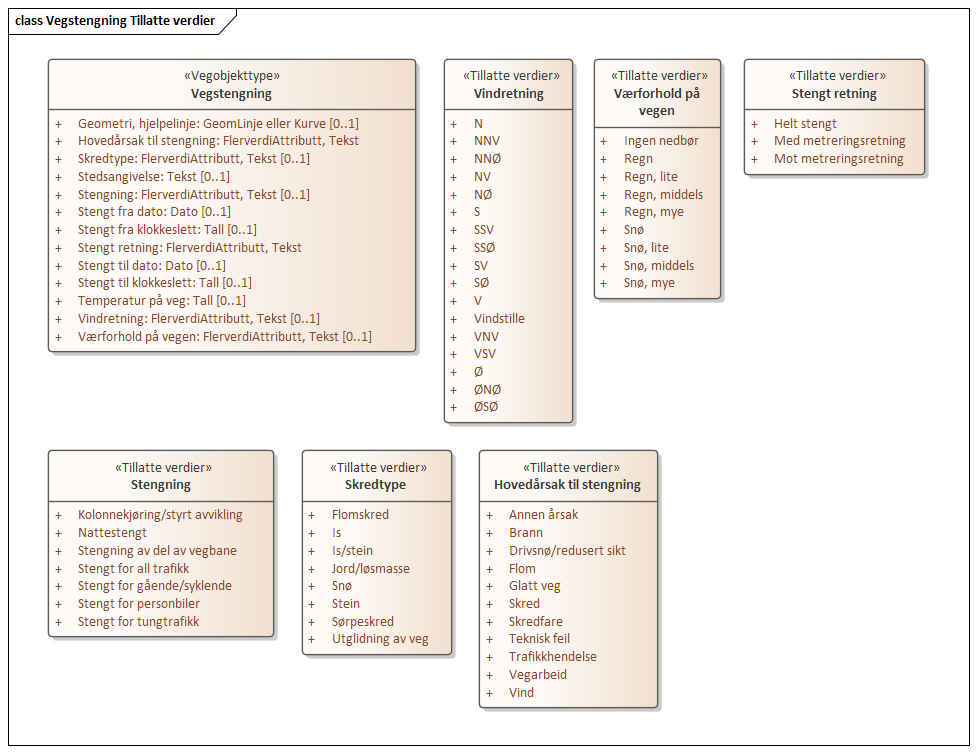 class Vegstengning Tillatte verdier
«Vegobjekttype»
Vegstengning
+ Geometri, hjelpelinje: GeomLinje eller Kurve [0..1]
+ Hovedårsak til stengning: FlerverdiAttributt, Tekst
+ Skredtype: FlerverdiAttributt, Tekst [0..1]
+ Stedsangivelse: Tekst [0..1]
+ Stengning: FlerverdiAttributt, Tekst [0..1]
+ Stengt fra dato: Dato [0..1]
+ Stengt fra klokkeslett: Tall [0..1]
+ Stengt retning: FlerverdiAttributt, Tekst
+ Stengt til dato: Dato [0..1]
+ Stengt til klokkeslett: Tall [0..1]
+ Temperatur på veg: Tall [0..1]
+ Vindretning: FlerverdiAttributt, Tekst [0..1]
+ Værforhold på vegen: FlerverdiAttributt, Tekst [0..1]
«Tillatte verdier»
Vindretning
+ N
+ NNV
+ NNØ
+ NV
+ NØ
+ S
+ SSV
+ SSØ
+ SV
+ SØ
+ V
+ Vindstille
+ VNV
+ VSV
+ Ø
+ ØNØ
+ ØSØ
«Tillatte verdier»
Værforhold på
vegen
+ Ingen nedbør
+ Regn
+ Regn, lite
+ Regn, middels
+ Regn, mye
+ Snø
+ Snø, lite
+ Snø, middels
+ Snø, mye
«Tillatte verdier»
Stengt retning
+ Helt stengt
+ Med metreringsretning
+ Mot metreringsretning
«Tillatte verdier»
Stengning
+ Kolonnekjøring/styrt avvikling
+ Nattestengt
+ Stengning av del av vegbane
+ Stengt for all trafikk
+ Stengt for gående/syklende
+ Stengt for personbiler
+ Stengt for tungtrafikk
«Tillatte verdier»
Skredtype
+ Flomskred
+ Is
+ Is/stein
+ Jord/løsmasse
+ Snø
+ Stein
+ Sørpeskred
+ Utglidning av veg
«Tillatte verdier»
Hovedårsak til stengning
+ Annen årsak
+ Brann
+ Drivsnø/redusert sikt
+ Flom
+ Glatt veg
+ Skred
+ Skredfare
+ Teknisk feil
+ Trafikkhendelse
+ Vegarbeid
+ Vind